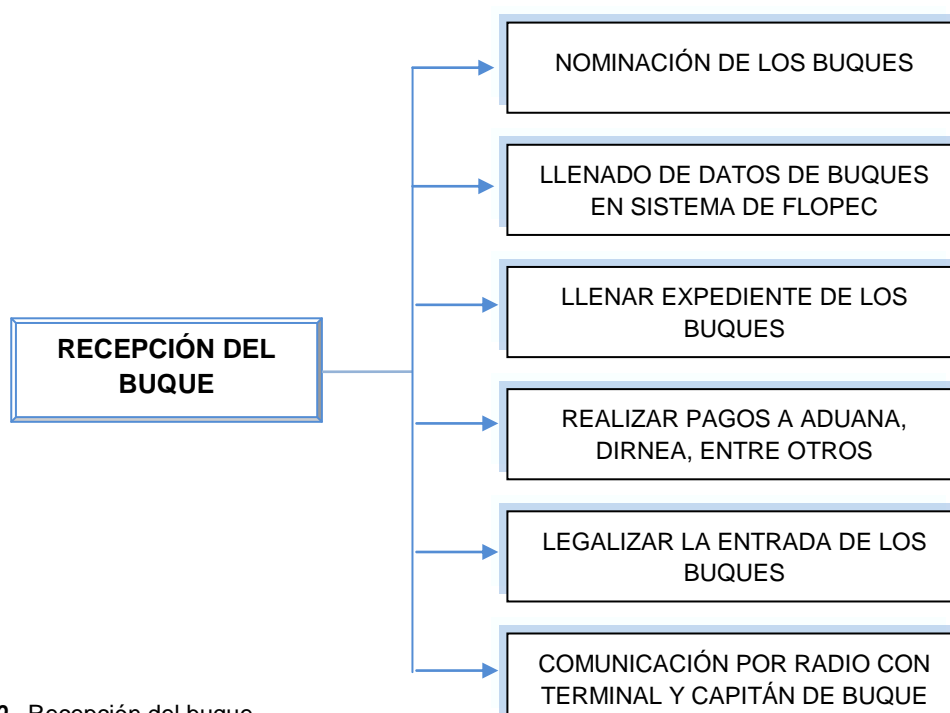 NOMINACIÓN DE LOS BUQUES
LLENADO DE DATOS DE BUQUES
EN SISTEMA DE FLOPEC
LLENAR EXPEDIENTE DE LOS
BUQUES
RECEPCIÓN DEL
BUQUE
REALIZAR PAGOS A ADUANA,
DIRNEA, ENTRE OTROS
LEGALIZAR LA ENTRADA DE LOS
BUQUES
COMUNICACIÓN POR RADIO CON
TERMINAL Y CAPITÁN DE BUQUE
Recepción del buque